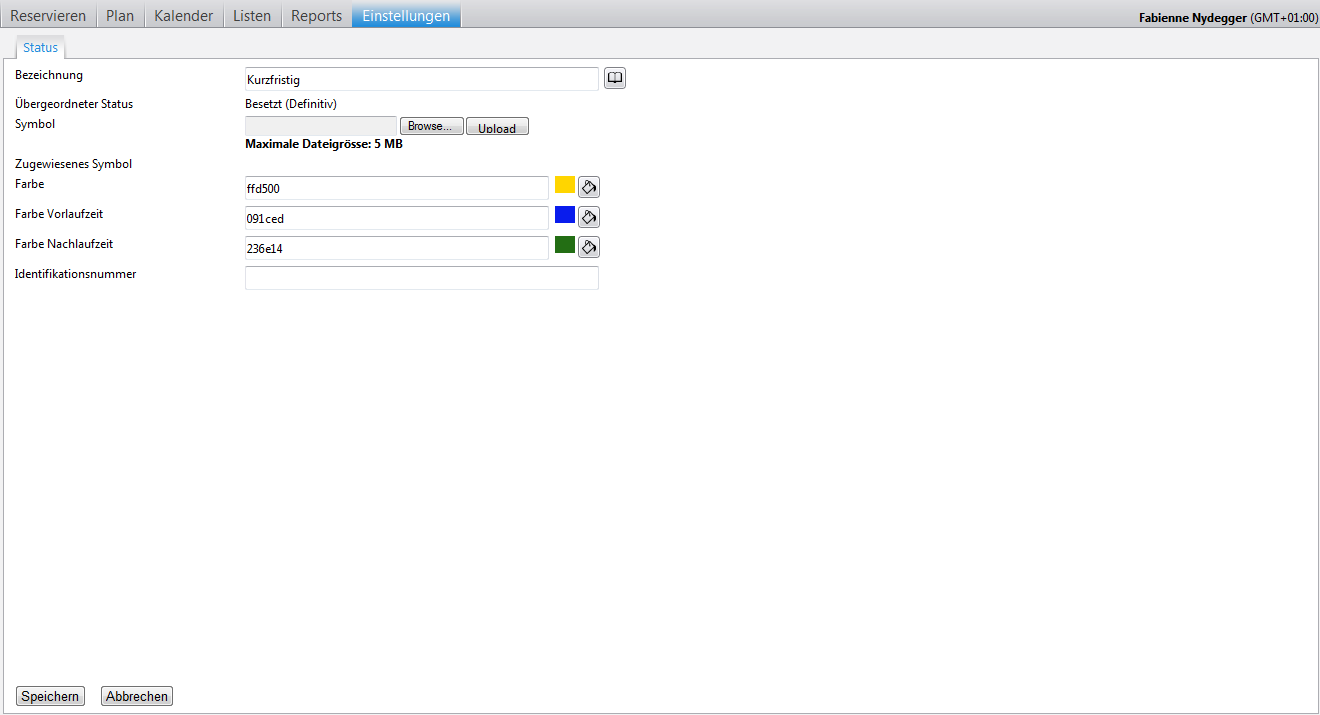 Reservieren Plan Kalender Listen Reports Einstellungen Fabienne Nydegger (GMT+01:00)
Status
Bezeichnung Kurzfristig
Übergeordneter Status Besetzt (Definitiv)
Symbol Browse... Upload
Maximale Dateigrösse: 5 MB
Zugewiesenes Symbol
Farbe ffd500
Farbe Vorlaufzeit 091ced
Farbe Nachlaufzeit 236e14
Identifikationsnummer
Speichern Abbrechen